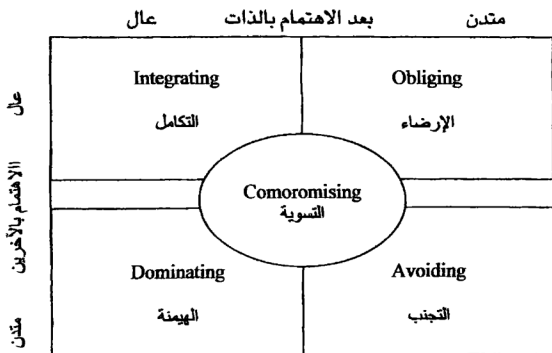 متدن بعد الاهتمام بالذات عال
Integrating Obliging
التكامل الإرضاء
عال
الاهتمام بالآخرين
متدن
Comoromising
التسوية
Dominating Avoiding
الهيمنة التجنب